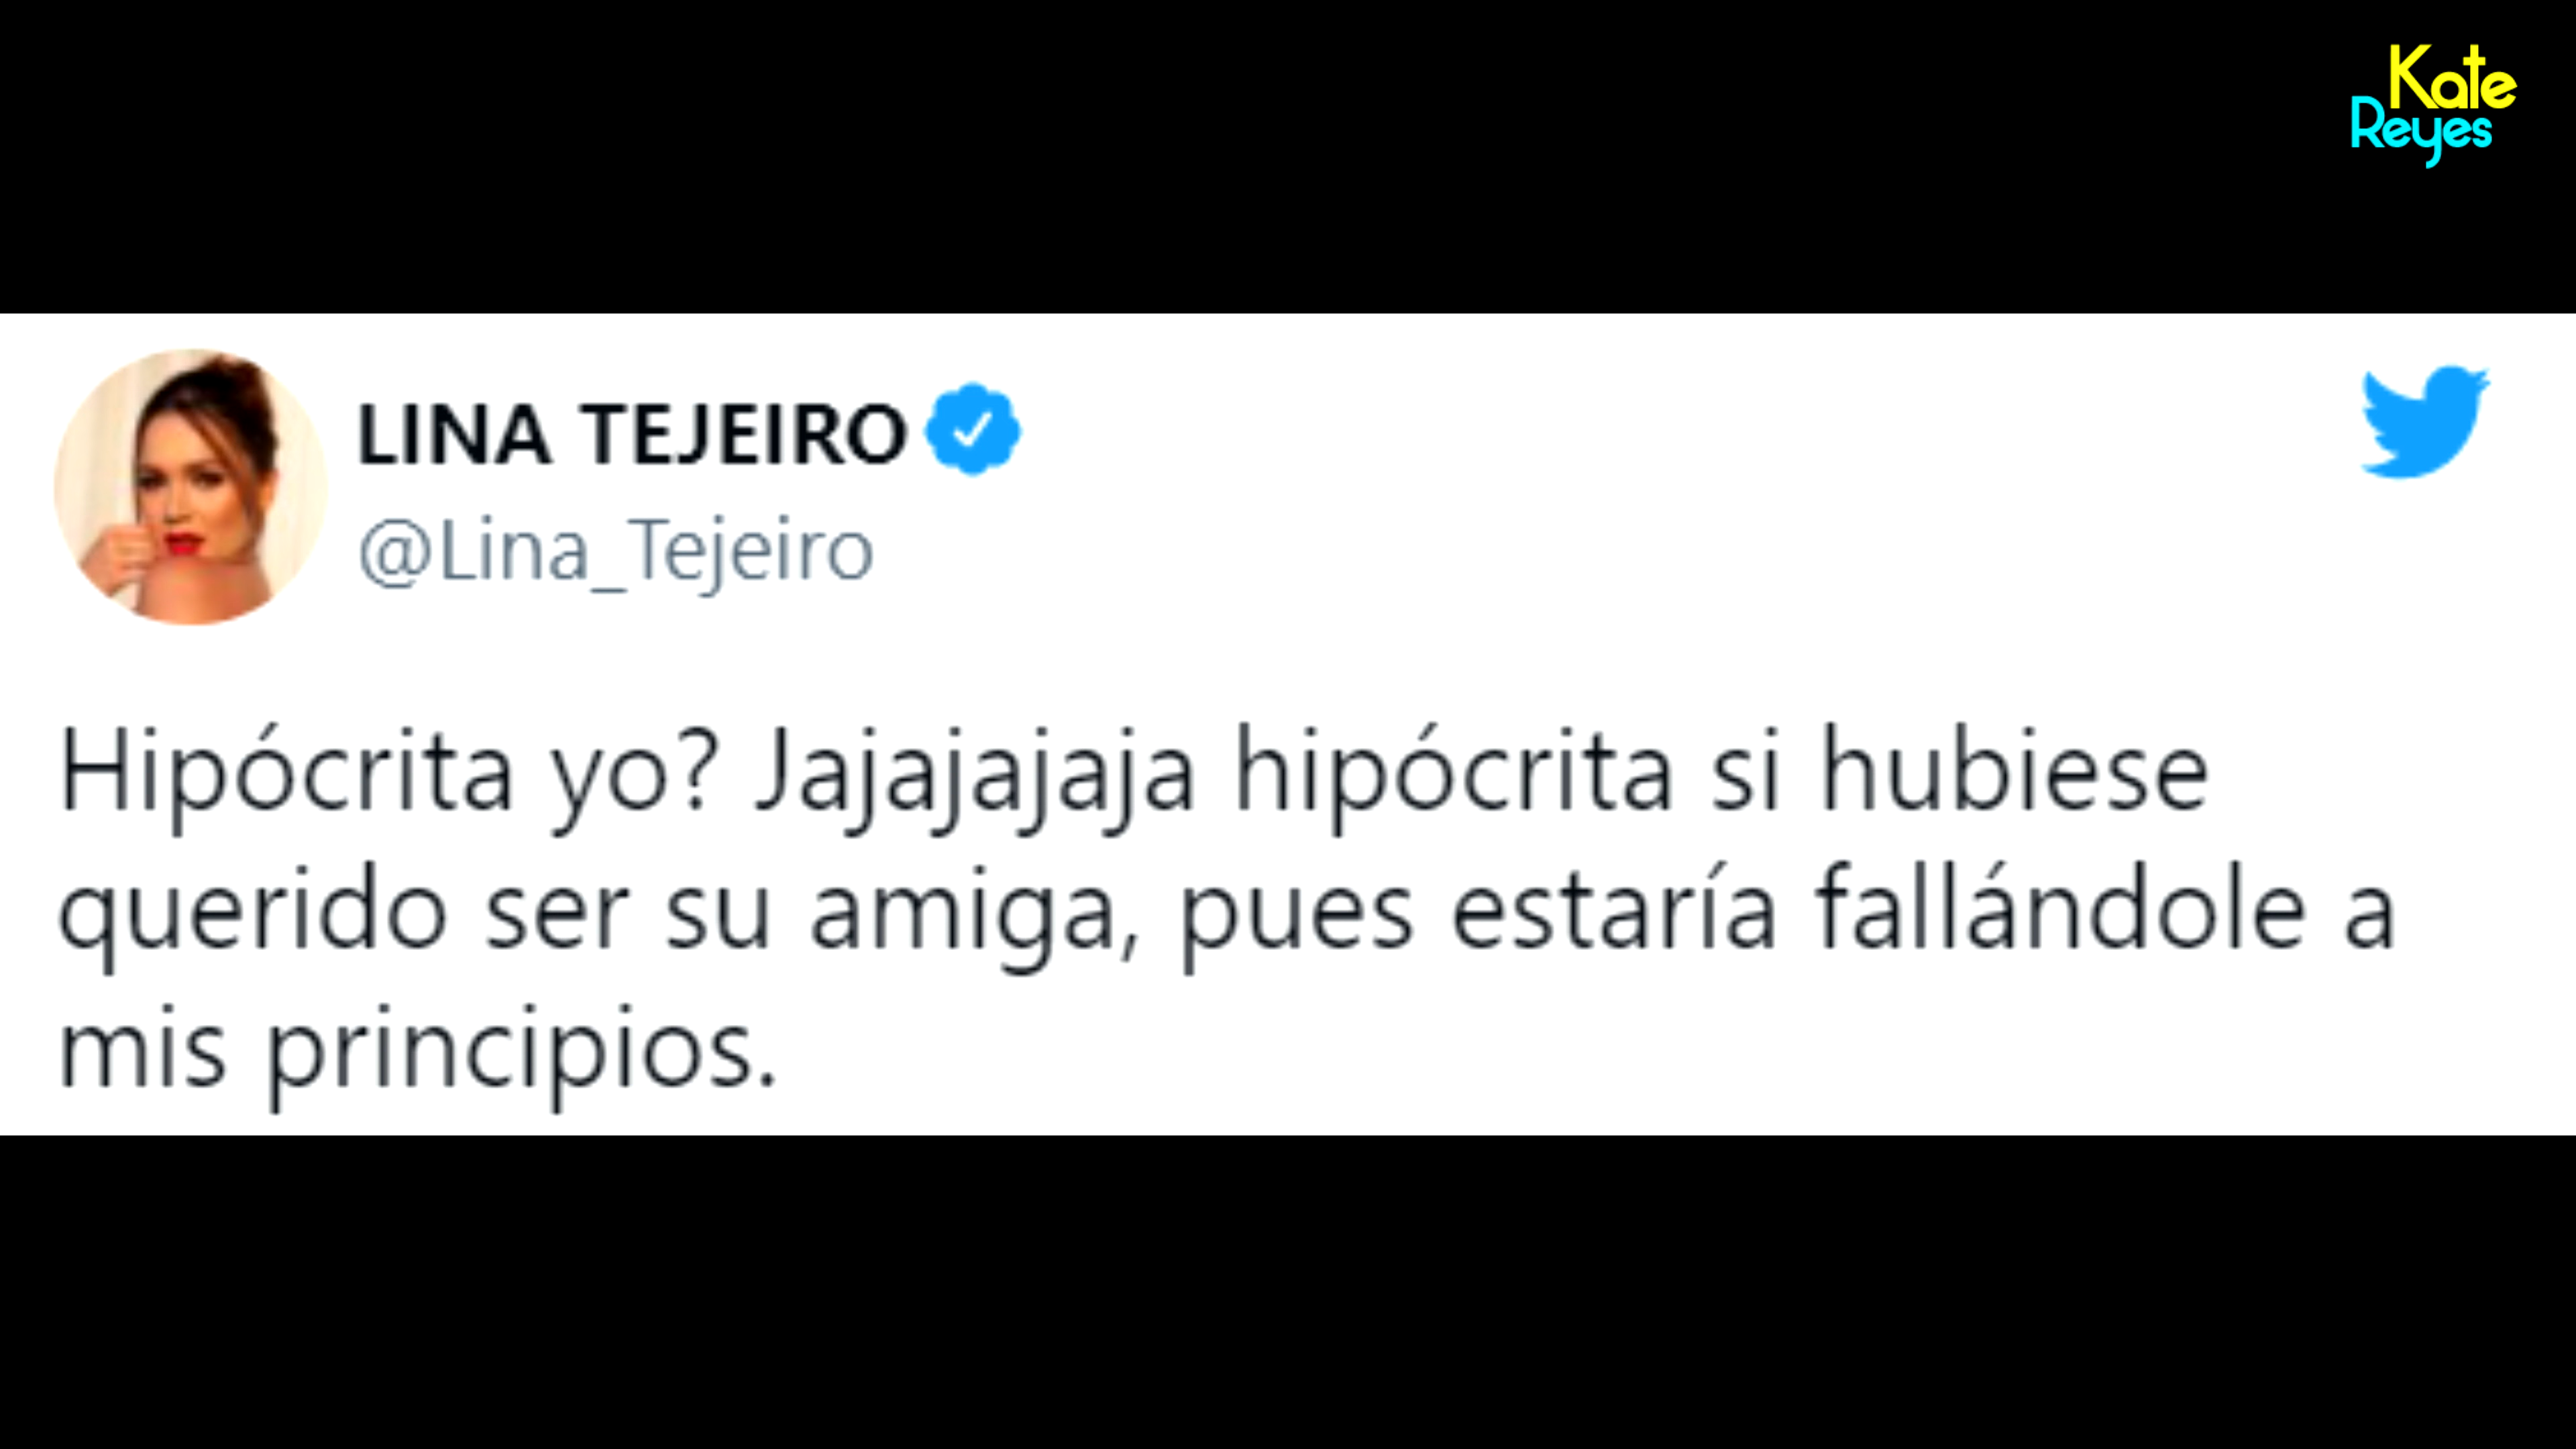 Kate
Reyes
LINA TEJEIRO
@Lina_Tejeiro
Hipócrita yo? Jajajajaja hipócrita si hubiese
querido ser su amiga, pues estaría fallándole a
mis principios.